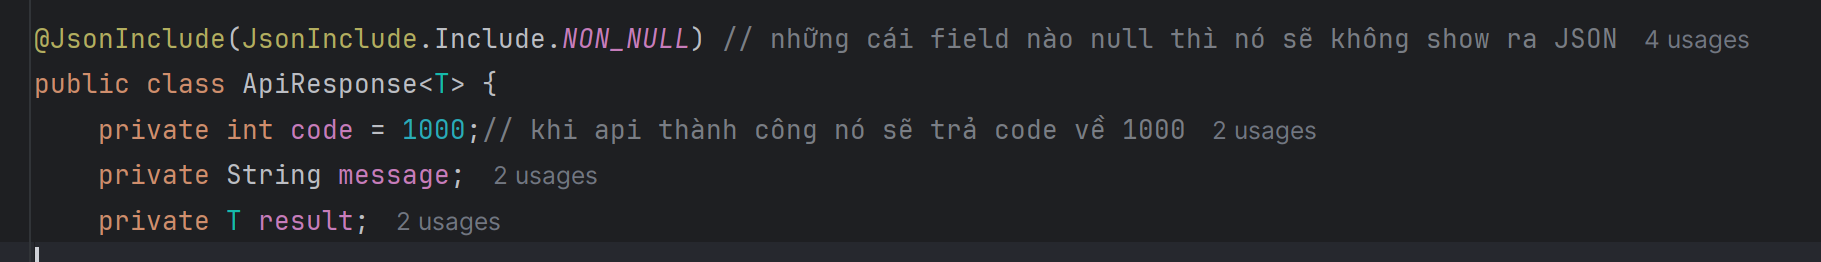 @JsonInclude(JsonInclude.Include.NON_NULL) // những cái field nào null thì nó sẽ không show ra JSON 4 usages
public class ApiResponse<T> {
private int code = 1000;// khi api thành công nó sẽ trả code về 1000 2 usages
private String message; 2 usages
private T result; 2 usages